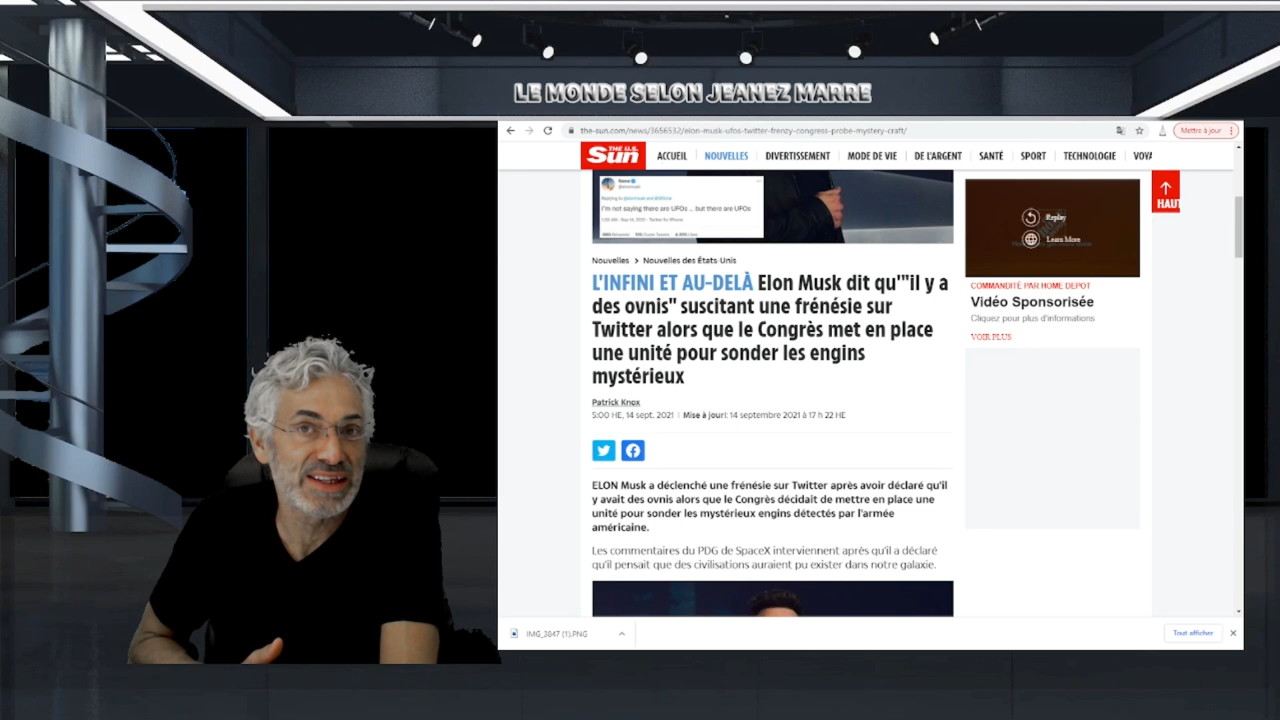 LE MONDE SELON JEANEZ MARRE
the-sun.com/news/3656532/elon-musk-ufos-twitter-frenzy-congress-probe-mystery-craft/
Mettre à jour
THE U.S. Sun
ACCUEIL NOUVELLES DIVERTISSEMENT MODE DE VIE DE L'ARGENT SANTÉ SPORT TECHNOLOGIE VOYA
HAUT
I'm not saying there are UFOs ... but there are UFOs
Replay
Learn More
Nouvelles > Nouvelles des États-Unis
L'INFINI ET AU-DELÀ Elon Musk dit qu'"il y a
des ovnis" suscitant une frénésie sur
Twitter alors que le Congrès met en place
une unité pour sonder les engins
mystérieux
Patrick Knox
5:00 HE, 14 sept. 2021 | Mise à jour: 14 septembre 2021 à 17 h 22 HE
ELON Musk a déclenché une frénésie sur Twitter après avoir déclaré qu'il
y avait des ovnis alors que le Congrès décidait de mettre en place une
unité pour sonder les mystérieux engins détectés par l'armée
américaine.
Les commentaires du PDG de SpaceX interviennent après qu'il a déclaré
qu'il pensait que des civilisations auraient pu exister dans notre galaxie.
COMMANDITÉ PAR HOME DEPOT
Vidéo Sponsorisée
Cliquez pour plus d'informations
VOIR PLUS
IMG_3847 (1).PNG
Tout afficher